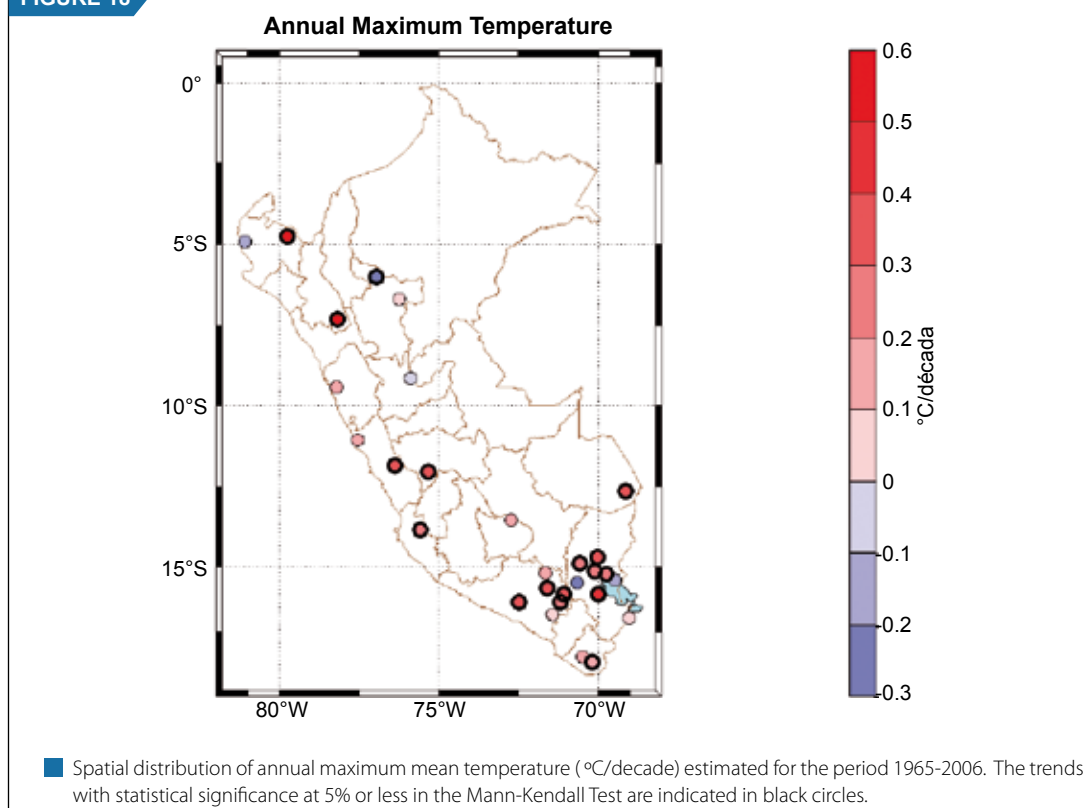 Annual Maximum Temperature
0°
5°S
10°S
15°S
80°W
75°W
70°W
0.6
0.5
0.4
0.3
0.2
0.1
0
-0.1
-0.2
-0.3
°C/década
Spatial distribution of annual maximum mean temperature ( ºC/decade) estimated for the period 1965-2006. The trends
with statistical significance at 5% or less in the Mann-Kendall Test are indicated in black circles.